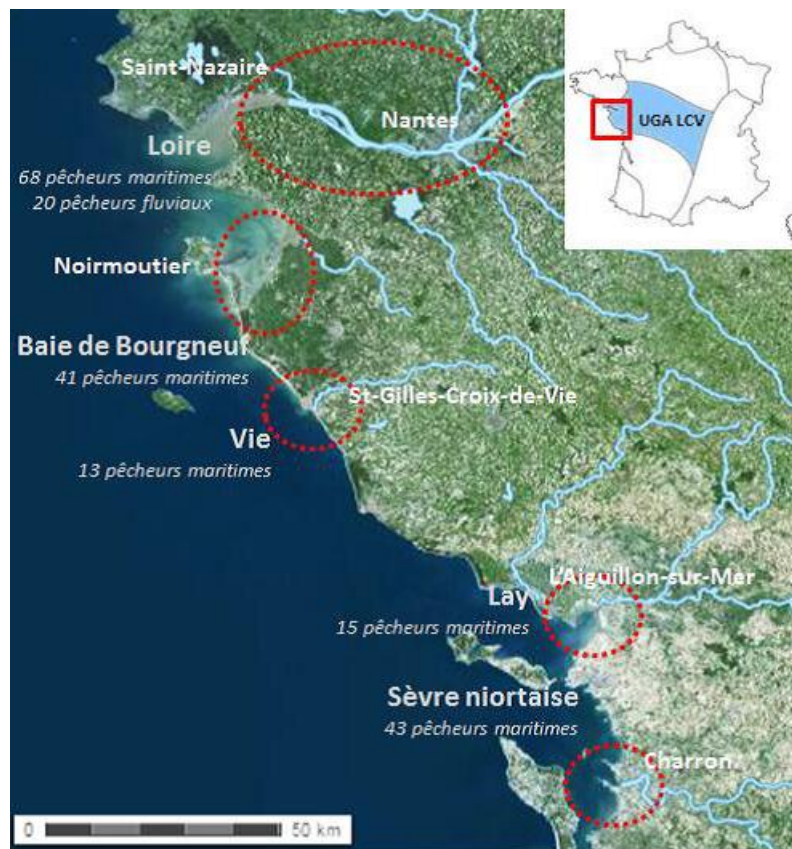 Saint-Nazaire
Nantes
UGA LCV
Loire
68 pêcheurs maritimes
20 pêcheurs fluviaux
Noirmoutier
Baie de Bourgneuf
41 pêcheurs maritimes
St-Gilles-Croix-de-Vie
Vie
13 pêcheurs maritimes
L'Aiguillon-sur-Mer
Lay
15 pêcheurs maritimes
Sèvre niortaise
43 pêcheurs maritimes
Charron
0 50 km